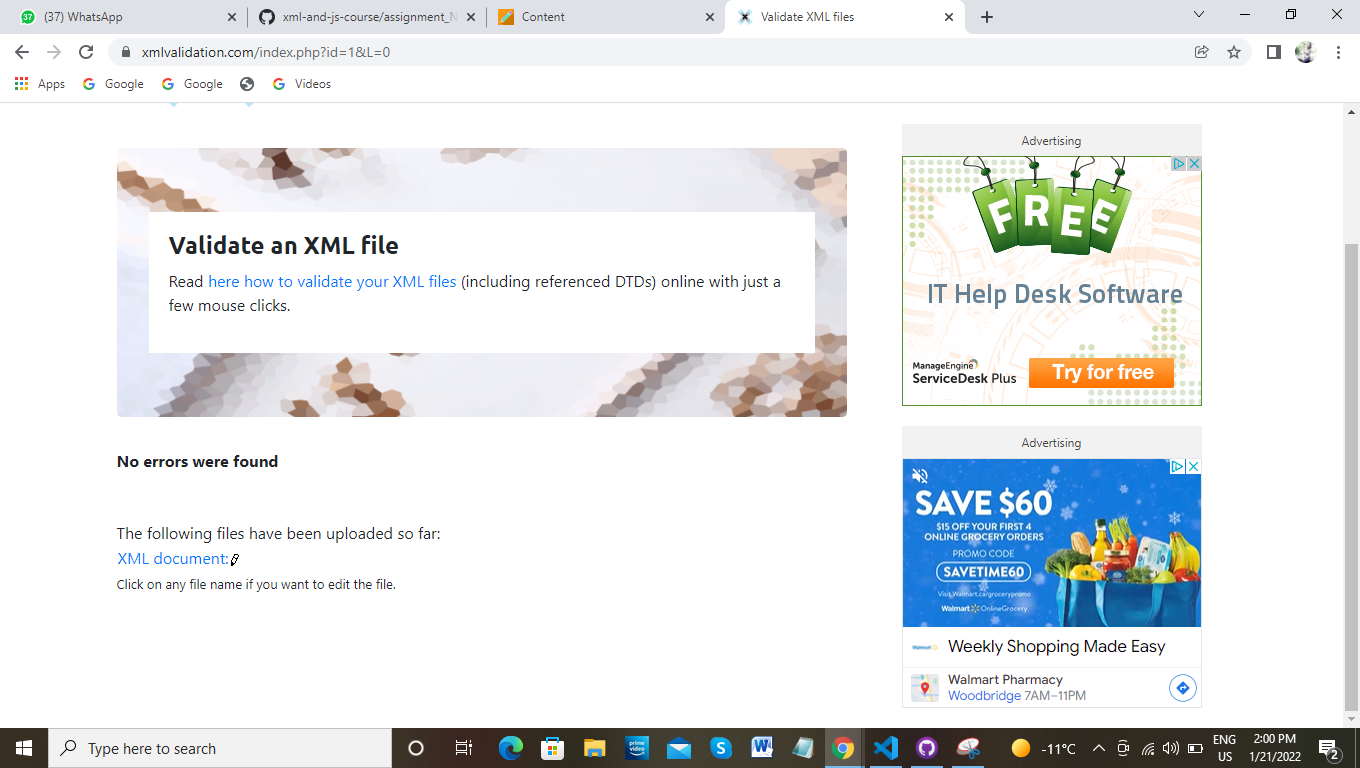 37
(37) WhatsApp
xml-and-js-course/assignment_N
Content
Validate XML files
xmlvalidation.com/index.php?id=1&L=0
Apps
Google
Google
Videos
Validate an XML file
Read here how to validate your XML files (including referenced DTDs) online with just a
few mouse clicks.
No errors were found
The following files have been uploaded so far:
XML document:
Click on any file name if you want to edit the file.
Advertising
FREE
IT Help Desk Software
ManageEngine
ServiceDesk Plus
Try for free
Advertising
SAVE $60
$15 OFF YOUR FIRST 4
ONLINE GROCERY ORDERS
PROMO CODE
SAVETIME60
Visit Walmart.ca/grocerypromo
Walmart OnlineGrocery
Walmart
Weekly Shopping Made Easy
Walmart Pharmacy
Woodbridge 7AM–11PM
Type here to search
prime
video
-11°C
ENG
US
2:00 PM
1/21/2022
2